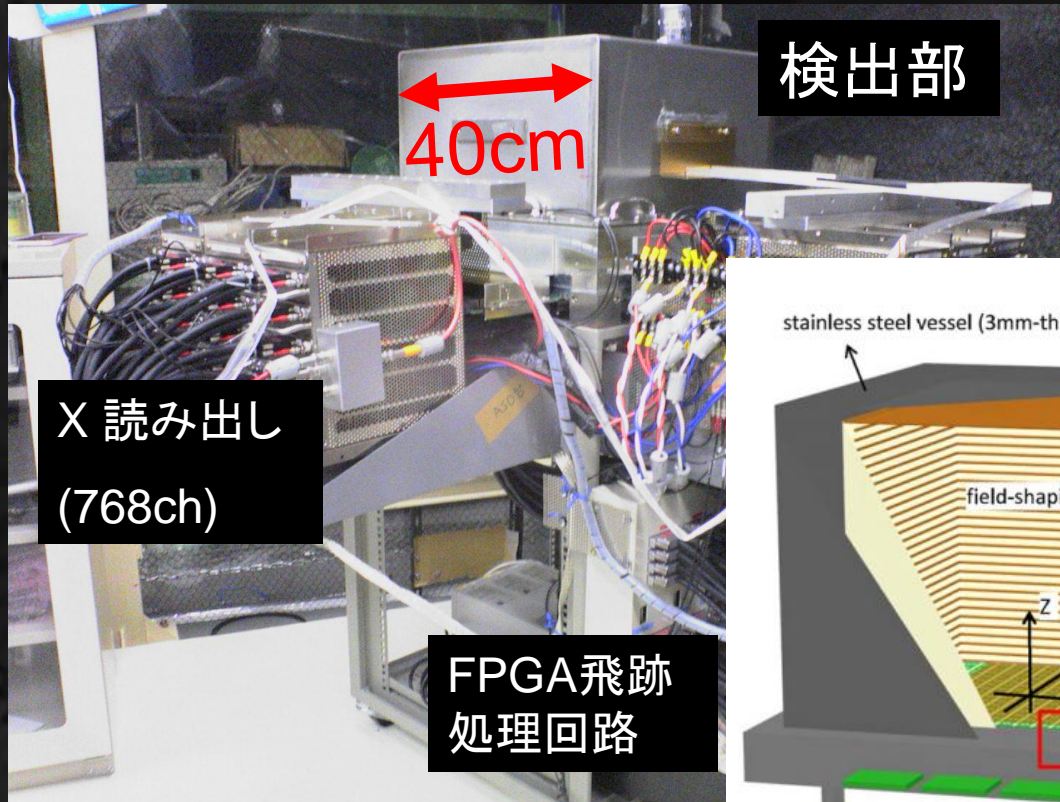 検出部
40cm
stainless steel vessel (3mm-th
X 読み出し
(768ch)
field-shap
Z
FPGA飛跡
処理回路